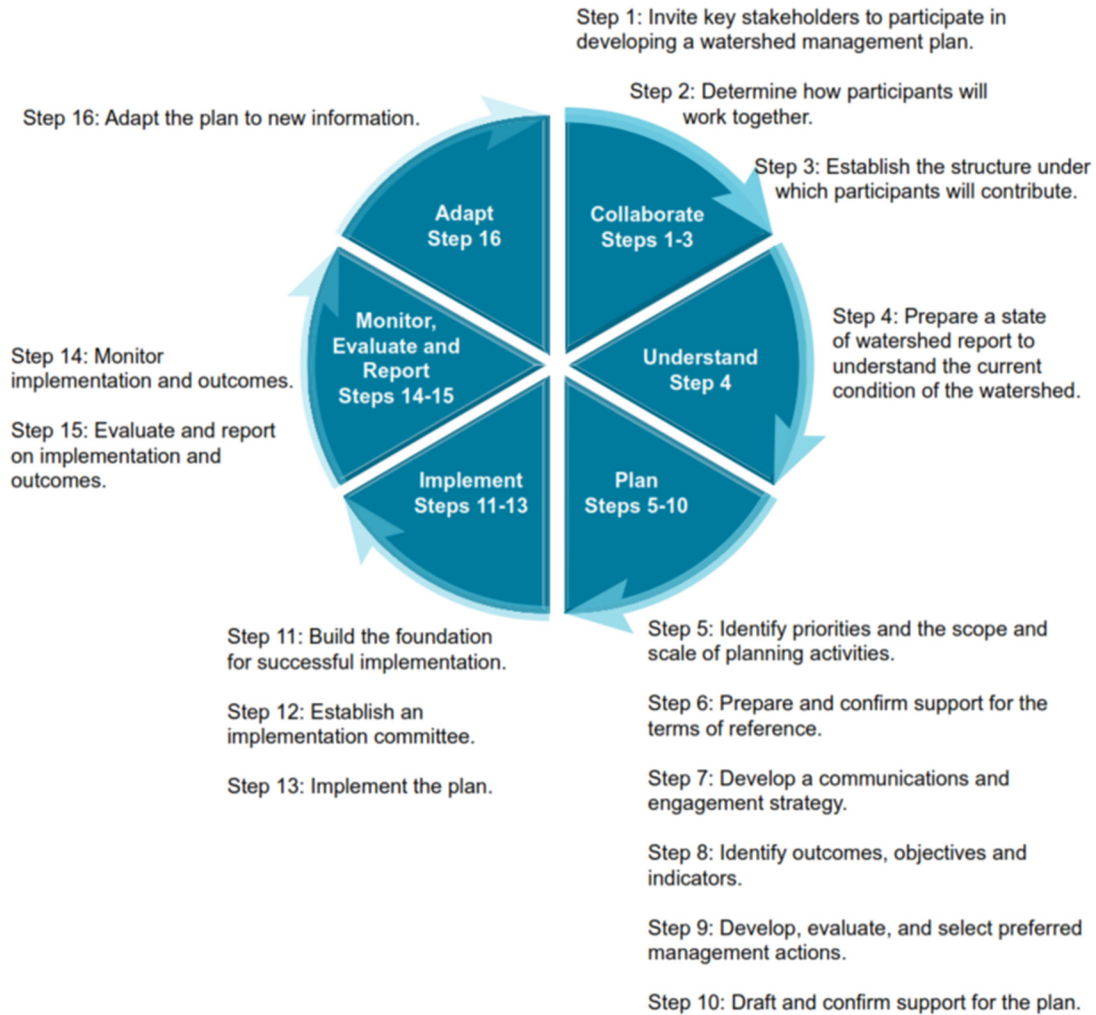 Step 1: Invite key stakeholders to participate in
developing a watershed management plan.
Step 2: Determine how participants will
work together.
Step 3: Establish the structure under
which participants will contribute.
Collaborate
Steps 1-3
Understand
Step 4
Step 4: Prepare a state
of watershed report to
understand the current
condition of the watershed.
Plan
Steps 5-10
Step 5: Identify priorities and the scope and
scale of planning activities.
Step 6: Prepare and confirm support for the
terms of reference.
Step 7: Develop a communications and
engagement strategy.
Step 8: Identify outcomes, objectives and
indicators.
Step 9: Develop, evaluate, and select preferred
management actions.
Step 10: Draft and confirm support for the plan.
Implement
Steps 11-13
Step 11: Build the foundation
for successful implementation.
Step 12: Establish an
implementation committee.
Step 13: Implement the plan.
Monitor,
Evaluate and
Report
Steps 14-15
Step 14: Monitor
implementation and outcomes.
Step 15: Evaluate and report
on implementation and
outcomes.
Adapt
Step 16
Step 16: Adapt the plan to new information.